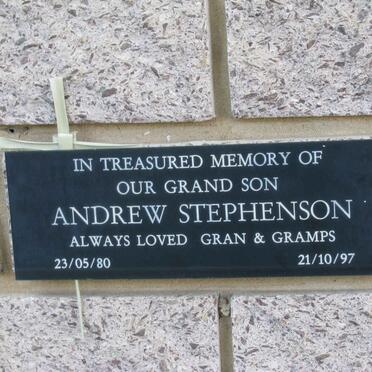 IN TREASURED MEMORY OF
OUR GRAND SON
ANDREW STEPHENSON
ALWAYS LOVED GRAN & GRAMPS
23/05/80 21/10/97